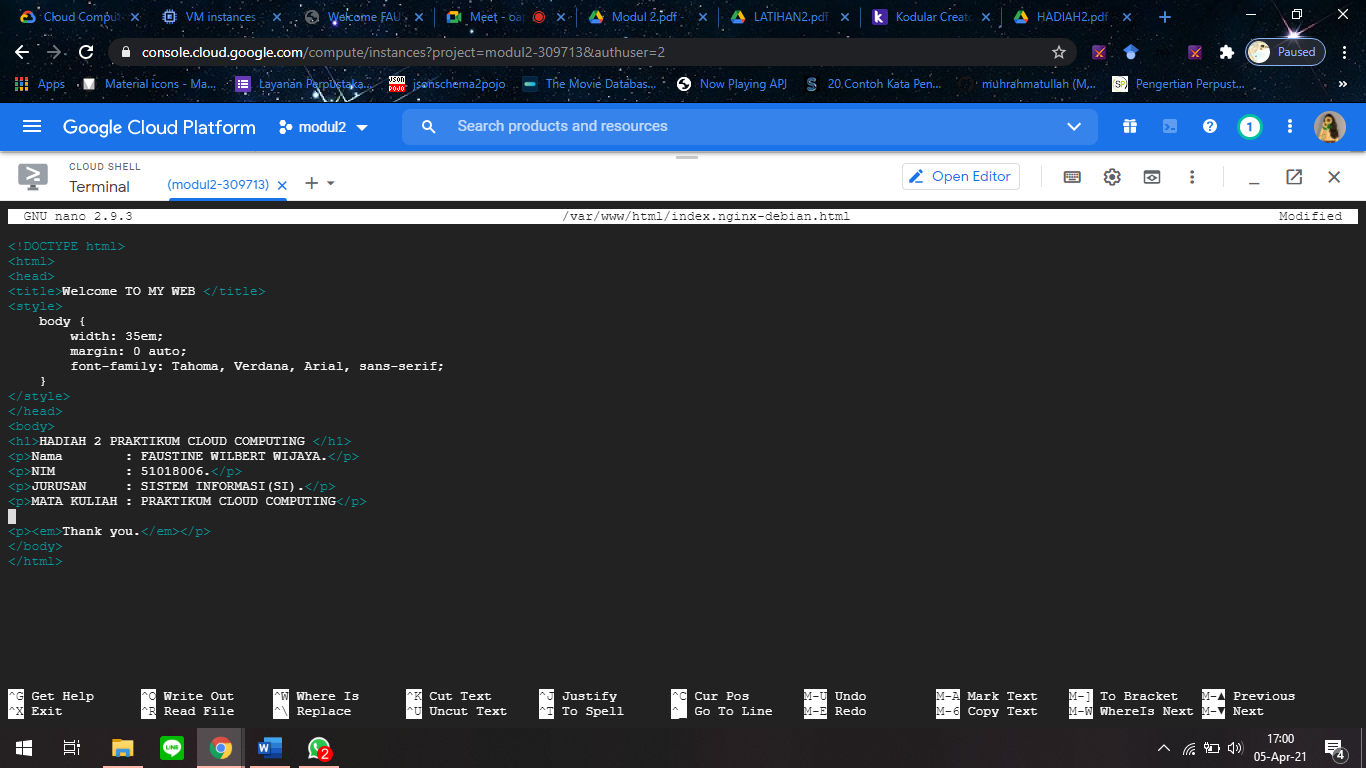 Cloud Comput
VM instances
Welcome FAU
Meet - oap
Modul 2.pdf -
LATIHAN2.pdf
Kodular Creato
HADIAH2.pdf
console.cloud.google.com/compute/instances?project=modul2-309713&authuser=2
Paused
Apps
Material icons - Ma...
Layanan Perpustaka...
jsonschema2pojo
The Movie Databas...
Now Playing APJ
20 Contoh Kata Pen...
muhrahmatullah (M,...
Pengertian Perpust...
»
Google Cloud Platform
modul2
Search products and resources
1
CLOUD SHELL
Terminal
(modul2-309713)
Open Editor
GNU nano 2.9.3 /var/www/html/index.nginx-debian.html Modified
<!DOCTYPE html>
<html>
<head>
<title>Welcome TO MY WEB </title>
<style>
    body {
        width: 35em;
        margin: 0 auto;
        font-family: Tahoma, Verdana, Arial, sans-serif;
    }
</style>
</head>
<body>
<h1>HADIAH 2 PRAKTIKUM CLOUD COMPUTING </h1>
<p>Nama        : FAUSTINE WILBERT WIJAYA.</p>
<p>NIM         : 51018006.</p>
<p>JURUSAN     : SISTEM INFORMASI(SI).</p>
<p>MATA KULIAH : PRAKTIKUM CLOUD COMPUTING</p>
<p><em>Thank you.</em></p>
</body>
</html>
^G Get Help ^O Write Out ^W Where Is ^K Cut Text ^J Justify ^C Cur Pos M-U Undo M-A Mark Text M-] To Bracket M-▲ Previous
^X Exit ^R Read File ^\ Replace ^U Uncut Text ^T To Spell ^_ Go To Line M-E Redo M-6 Copy Text M-W WhereIs Next M-▼ Next
LINE
W
2
17:00
05-Apr-21
4